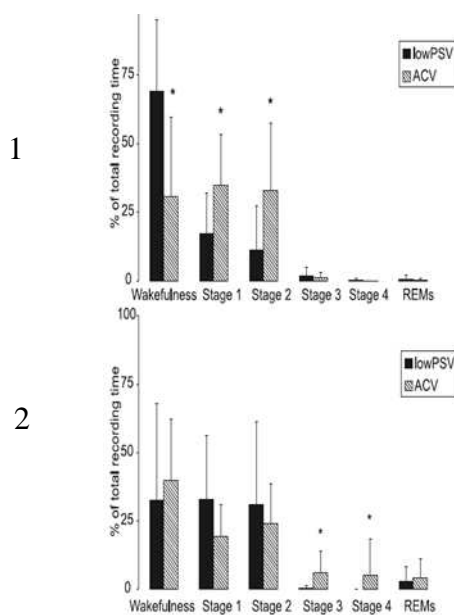 1
% of total recording time
75
50
25
0
lowPSV
ACV
* * *
Wakefulness Stage 1 Stage 2 Stage 3 Stage 4 REMs
2
% of total recording time
100
75
50
25
0
lowPSV
ACV
* *
Wakefulness Stage 1 Stage 2 Stage 3 Stage 4 REMs